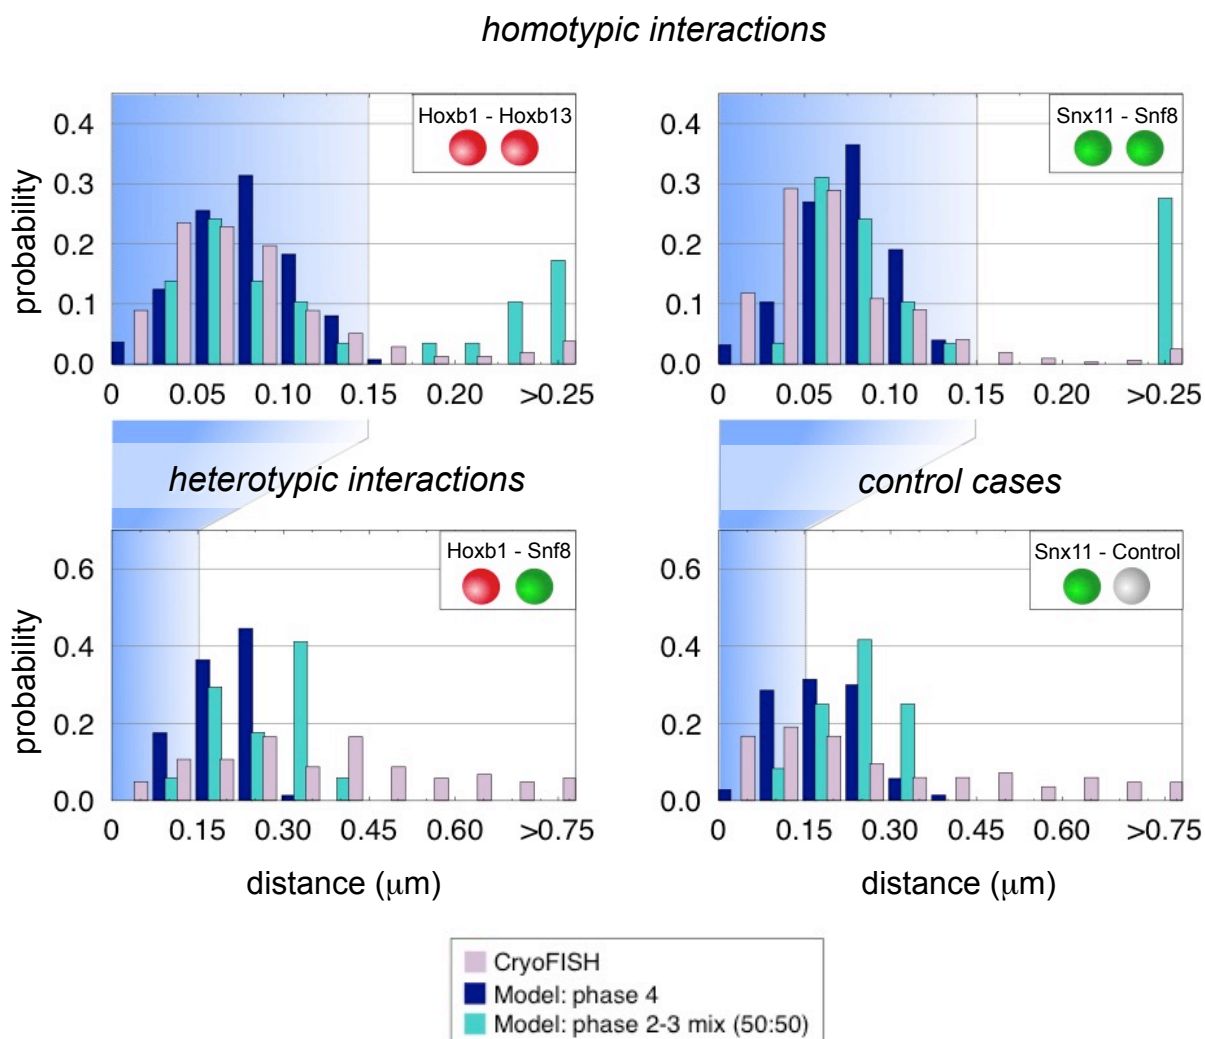 homotypic interactions
probability
0.4
0.3
0.2
0.1
0.0
Hoxb1 - Hoxb13
0 0.05 0.10 0.15 0.20 >0.25
0.4
0.3
0.2
0.1
0.0
Snx11 - Snf8
0 0.05 0.10 0.15 0.20 >0.25
heterotypic interactions
control cases
probability
0.6
0.4
0.2
0.0
Hoxb1 - Snf8
0 0.15 0.30 0.45 0.60 >0.75
distance (μm)
0.6
0.4
0.2
0.0
Snx11 - Control
0 0.15 0.30 0.45 0.60 >0.75
distance (μm)
CryoFISH
Model: phase 4
Model: phase 2-3 mix (50:50)